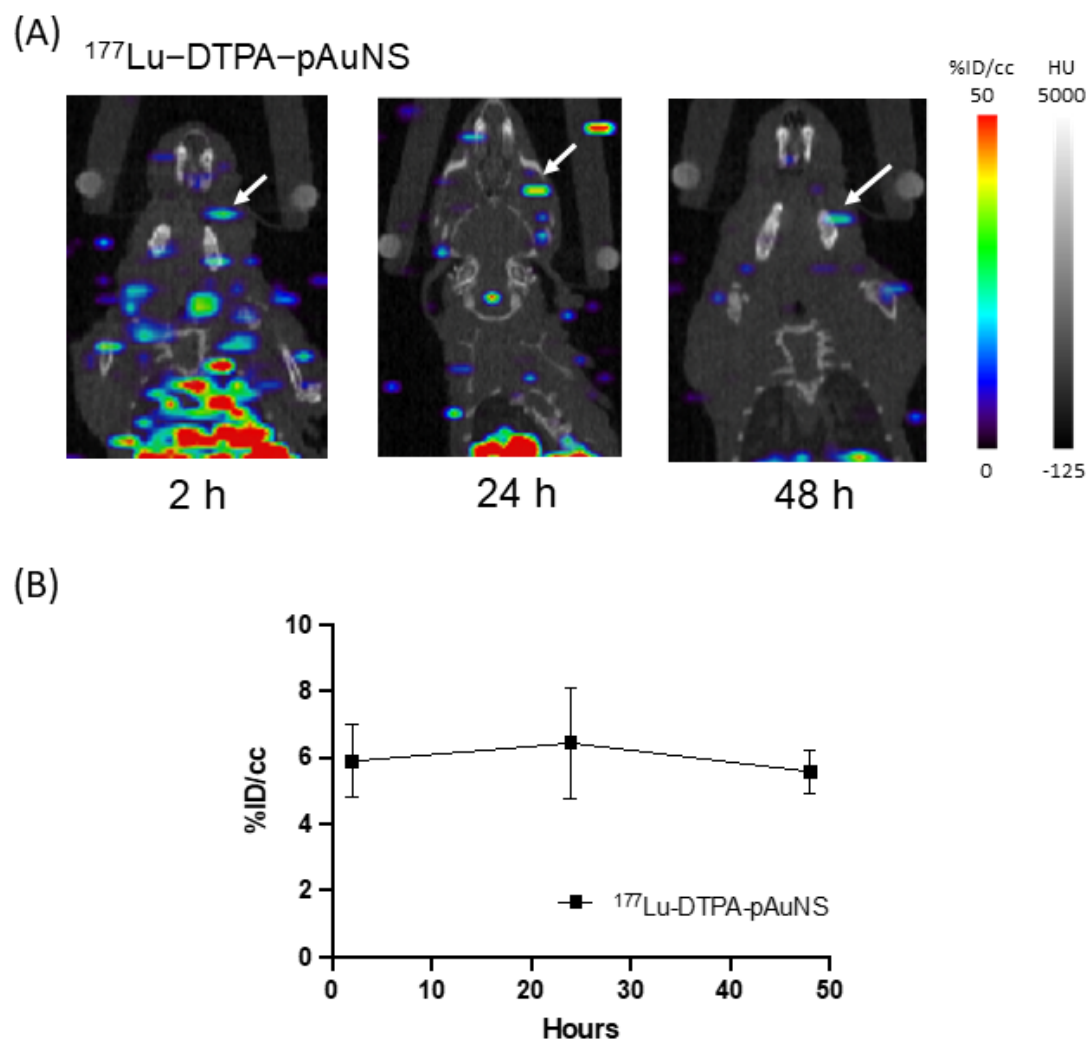 (A)
¹⁷⁷Lu–DTPA–pAuNS
%ID/cc HU
50 5000
0 -125
2 h 24 h 48 h
(B)
10
8
6
4
2
0
%ID/cc
¹⁷⁷Lu-DTPA-pAuNS
0 10 20 30 40 50
Hours